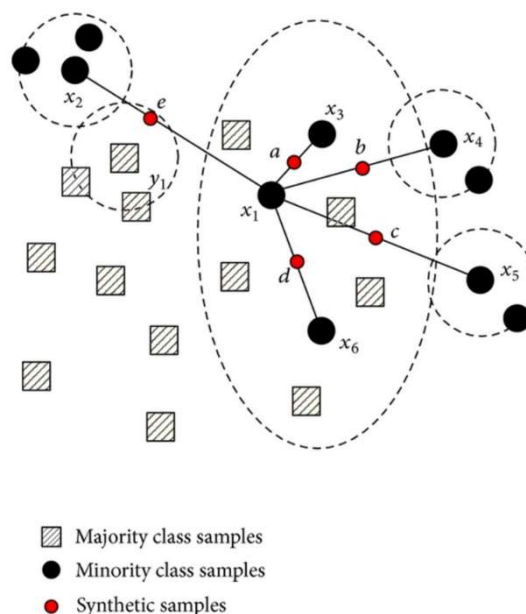 x2
e
x3
a
b
x4
y1
x1
c
x5
d
x6
Majority class samples
Minority class samples
Synthetic samples